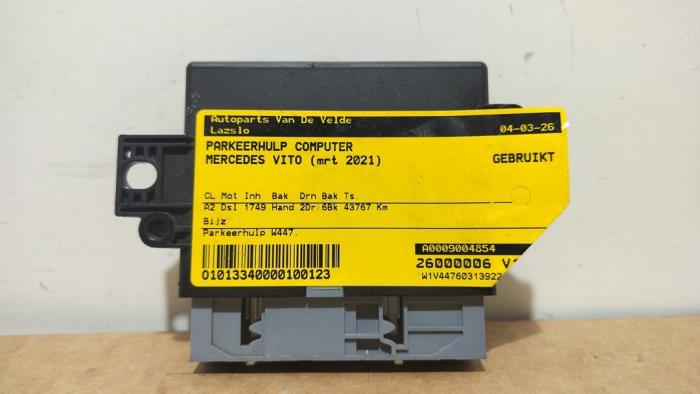 Autoparts Van De Velde
Lazslo 04-03-26
PARKEERHULP COMPUTER
MERCEDES VITO (mrt 2021) GEBRUIKT
CL Mot Inh Bak Drn Bak Ts.
A2 Dsl 1749 Hand 2Dr 6Bk 43767 Km
Bijz
Parkeerhulp W447.
A0009004854
01013340000100123 26000006
W1V44760313922